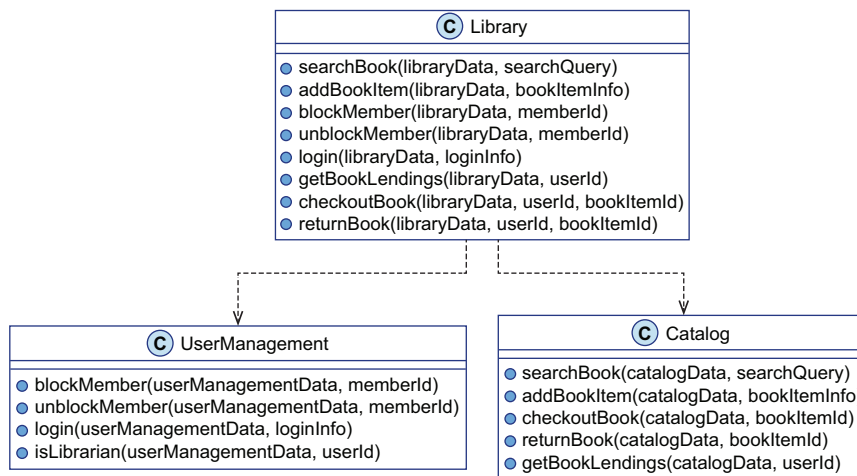 C Library
searchBook(libraryData, searchQuery)
addBookItem(libraryData, bookItemInfo)
blockMember(libraryData, memberId)
unblockMember(libraryData, memberId)
login(libraryData, loginInfo)
getBookLendings(libraryData, userId)
checkoutBook(libraryData, userId, bookItemId)
returnBook(libraryData, userId, bookItemId)
C UserManagement
blockMember(userManagementData, memberId)
unblockMember(userManagementData, memberId)
login(userManagementData, loginInfo)
isLibrarian(userManagementData, userId)
C Catalog
searchBook(catalogData, searchQuery)
addBookItem(catalogData, bookItemInfo
checkoutBook(catalogData, bookItemId)
returnBook(catalogData, bookItemId)
getBookLendings(catalogData, userId)